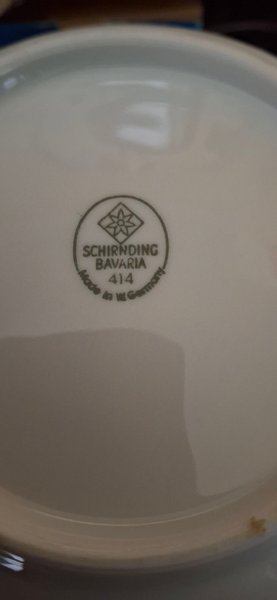 SCHIRNDING
BAVARIA
414
Made in W. Germany